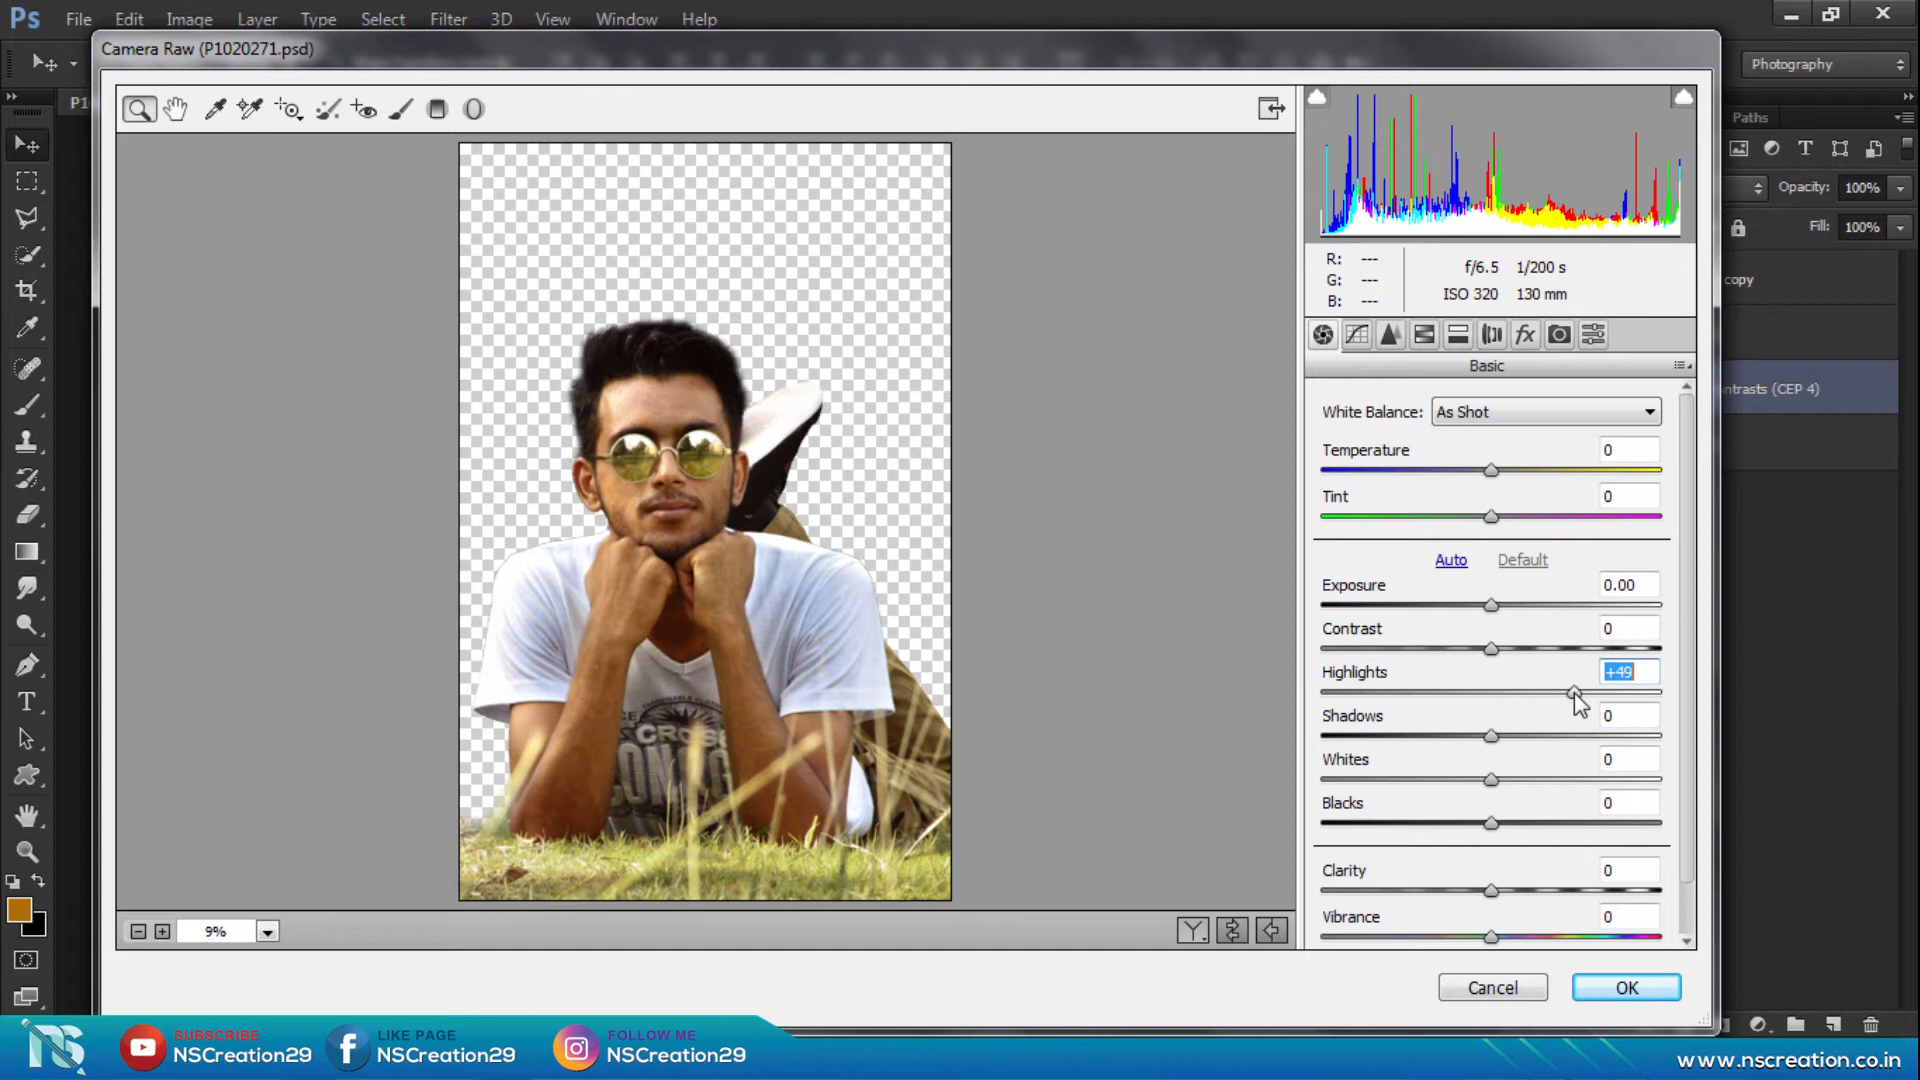 Ps File Edit Image Layer Type Select Filter 3D View Window Help
Camera Raw (P1020271.psd)
Photography
P1
Paths
Opacity: 100%
Fill: 100%
copy
ntrasts (CEP 4)
R: --- f/6.5 1/200 s
G: ---
B: --- ISO 320 130 mm
fx
Basic
White Balance: As Shot
Temperature 0
Tint 0
Auto Default
Exposure 0.00
Contrast 0
Highlights +49
Shadows 0
Whites 0
Blacks 0
Clarity 0
Vibrance 0
CROSS
9%
Cancel OK
SUBSCRIBE
NSCreation29
LIKE PAGE
NSCreation29
FOLLOW ME
NSCreation29
www.nscreation.co.in